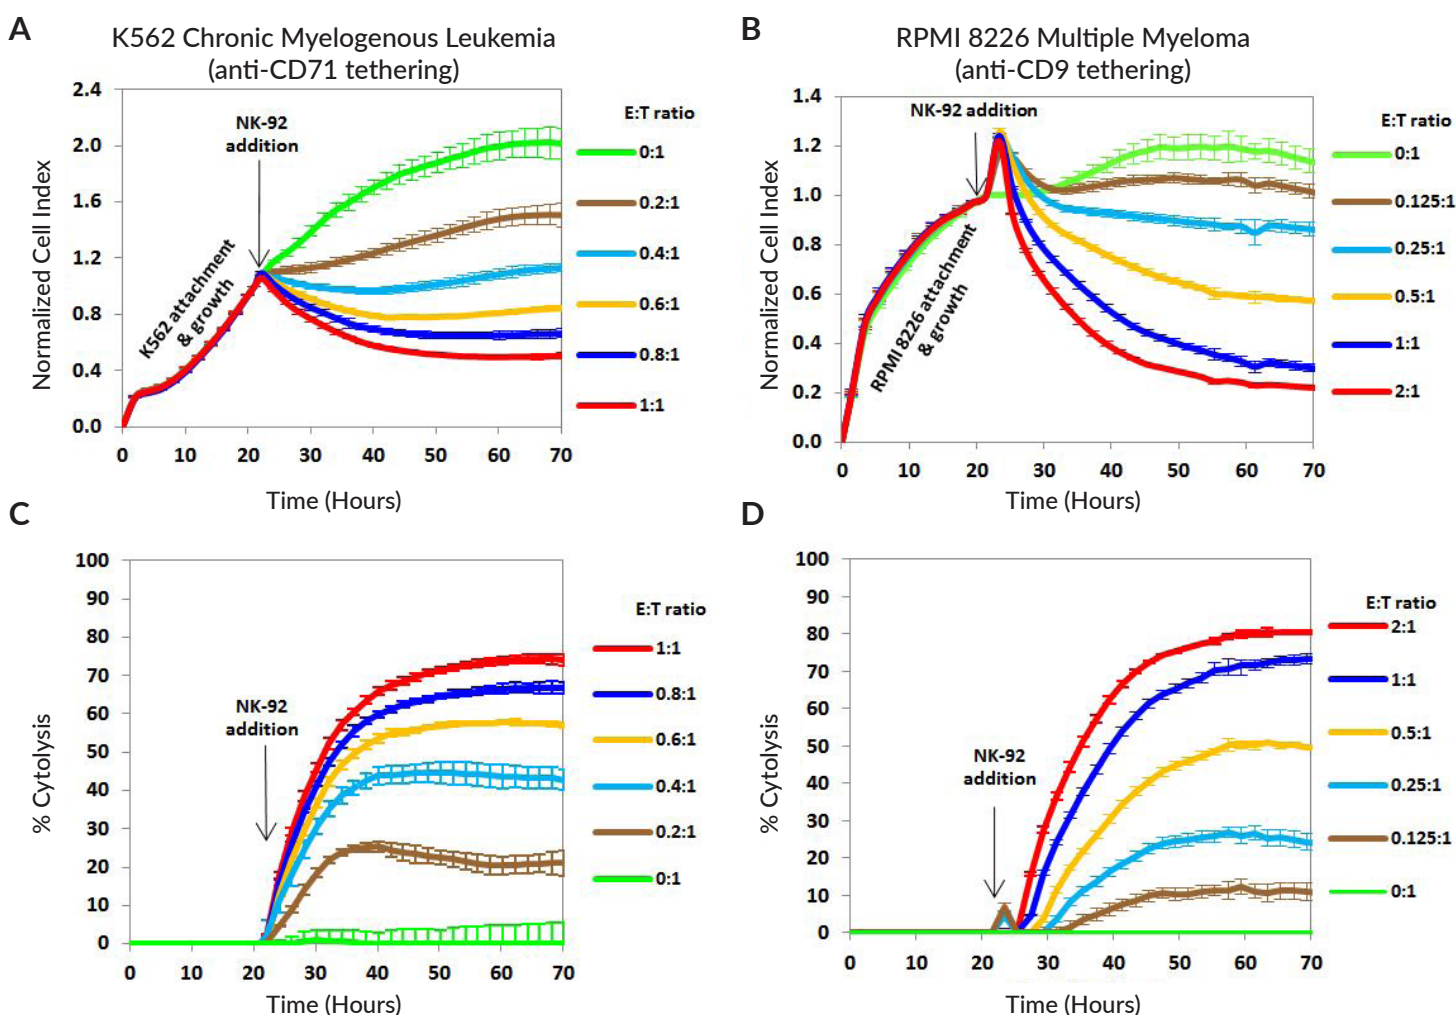 A
K562 Chronic Myelogenous Leukemia
(anti-CD71 tethering)
2.4
2.0
1.6
1.2
0.8
0.4
0.0
Normalized Cell Index
NK-92
addition
K562 attachment
& growth
0 10 20 30 40 50 60 70
Time (Hours)
E:T ratio
0:1
0.2:1
0.4:1
0.6:1
0.8:1
1:1
B
RPMI 8226 Multiple Myeloma
(anti-CD9 tethering)
1.4
1.2
1.0
0.8
0.6
0.4
0.2
0.0
Normalized Cell Index
NK-92 addition
RPMI 8226 attachment
& growth
0 10 20 30 40 50 60 70
Time (Hours)
E:T ratio
0:1
0.125:1
0.25:1
0.5:1
1:1
2:1
C
100
90
80
70
60
50
40
30
20
10
0
% Cytolysis
NK-92
addition
0 10 20 30 40 50 60 70
Time (Hours)
E:T ratio
1:1
0.8:1
0.6:1
0.4:1
0.2:1
0:1
D
100
90
80
70
60
50
40
30
20
10
0
% Cytolysis
NK-92
addition
0 10 20 30 40 50 60 70
Time (Hours)
E:T ratio
2:1
1:1
0.5:1
0.25:1
0.125:1
0:1